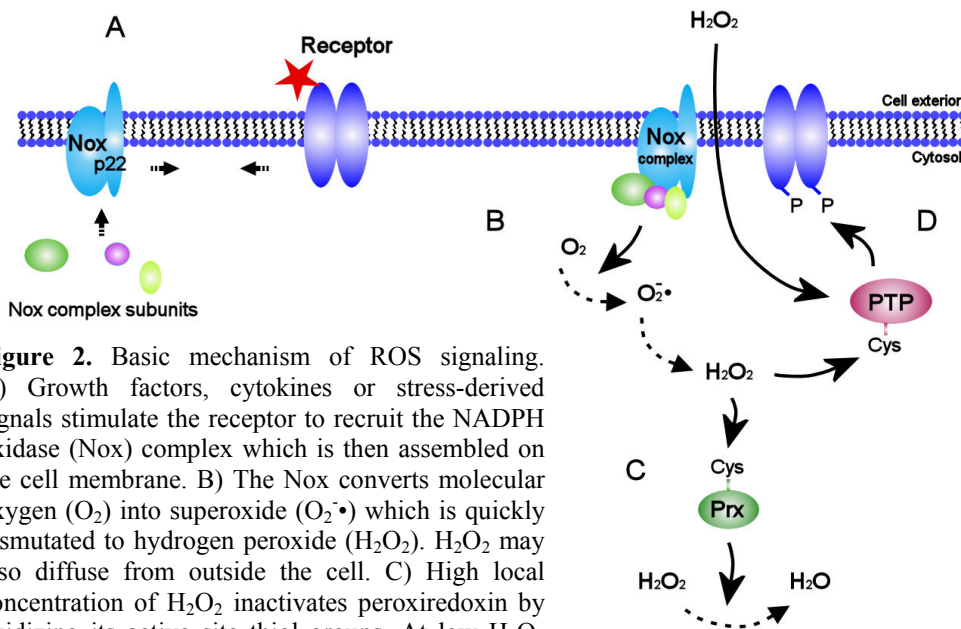 A
H₂O₂
Receptor
Cell exterior
Nox
p22
Nox
complex
Cytosol
B
P P
D
O₂
Nox complex subunits
O₂⁻•
PTP
Cys
H₂O₂
C
Cys
Prx
H₂O₂
H₂O
igure 2. Basic mechanism of ROS signaling.
) Growth factors, cytokines or stress-derived
gnals stimulate the receptor to recruit the NADPH
xidase (Nox) complex which is then assembled on
e cell membrane. B) The Nox converts molecular
xygen (O₂) into superoxide (O₂⁻•) which is quickly
smutated to hydrogen peroxide (H₂O₂). H₂O₂ may
so diffuse from outside the cell. C) High local
oncentration of H₂O₂ inactivates peroxiredoxin by